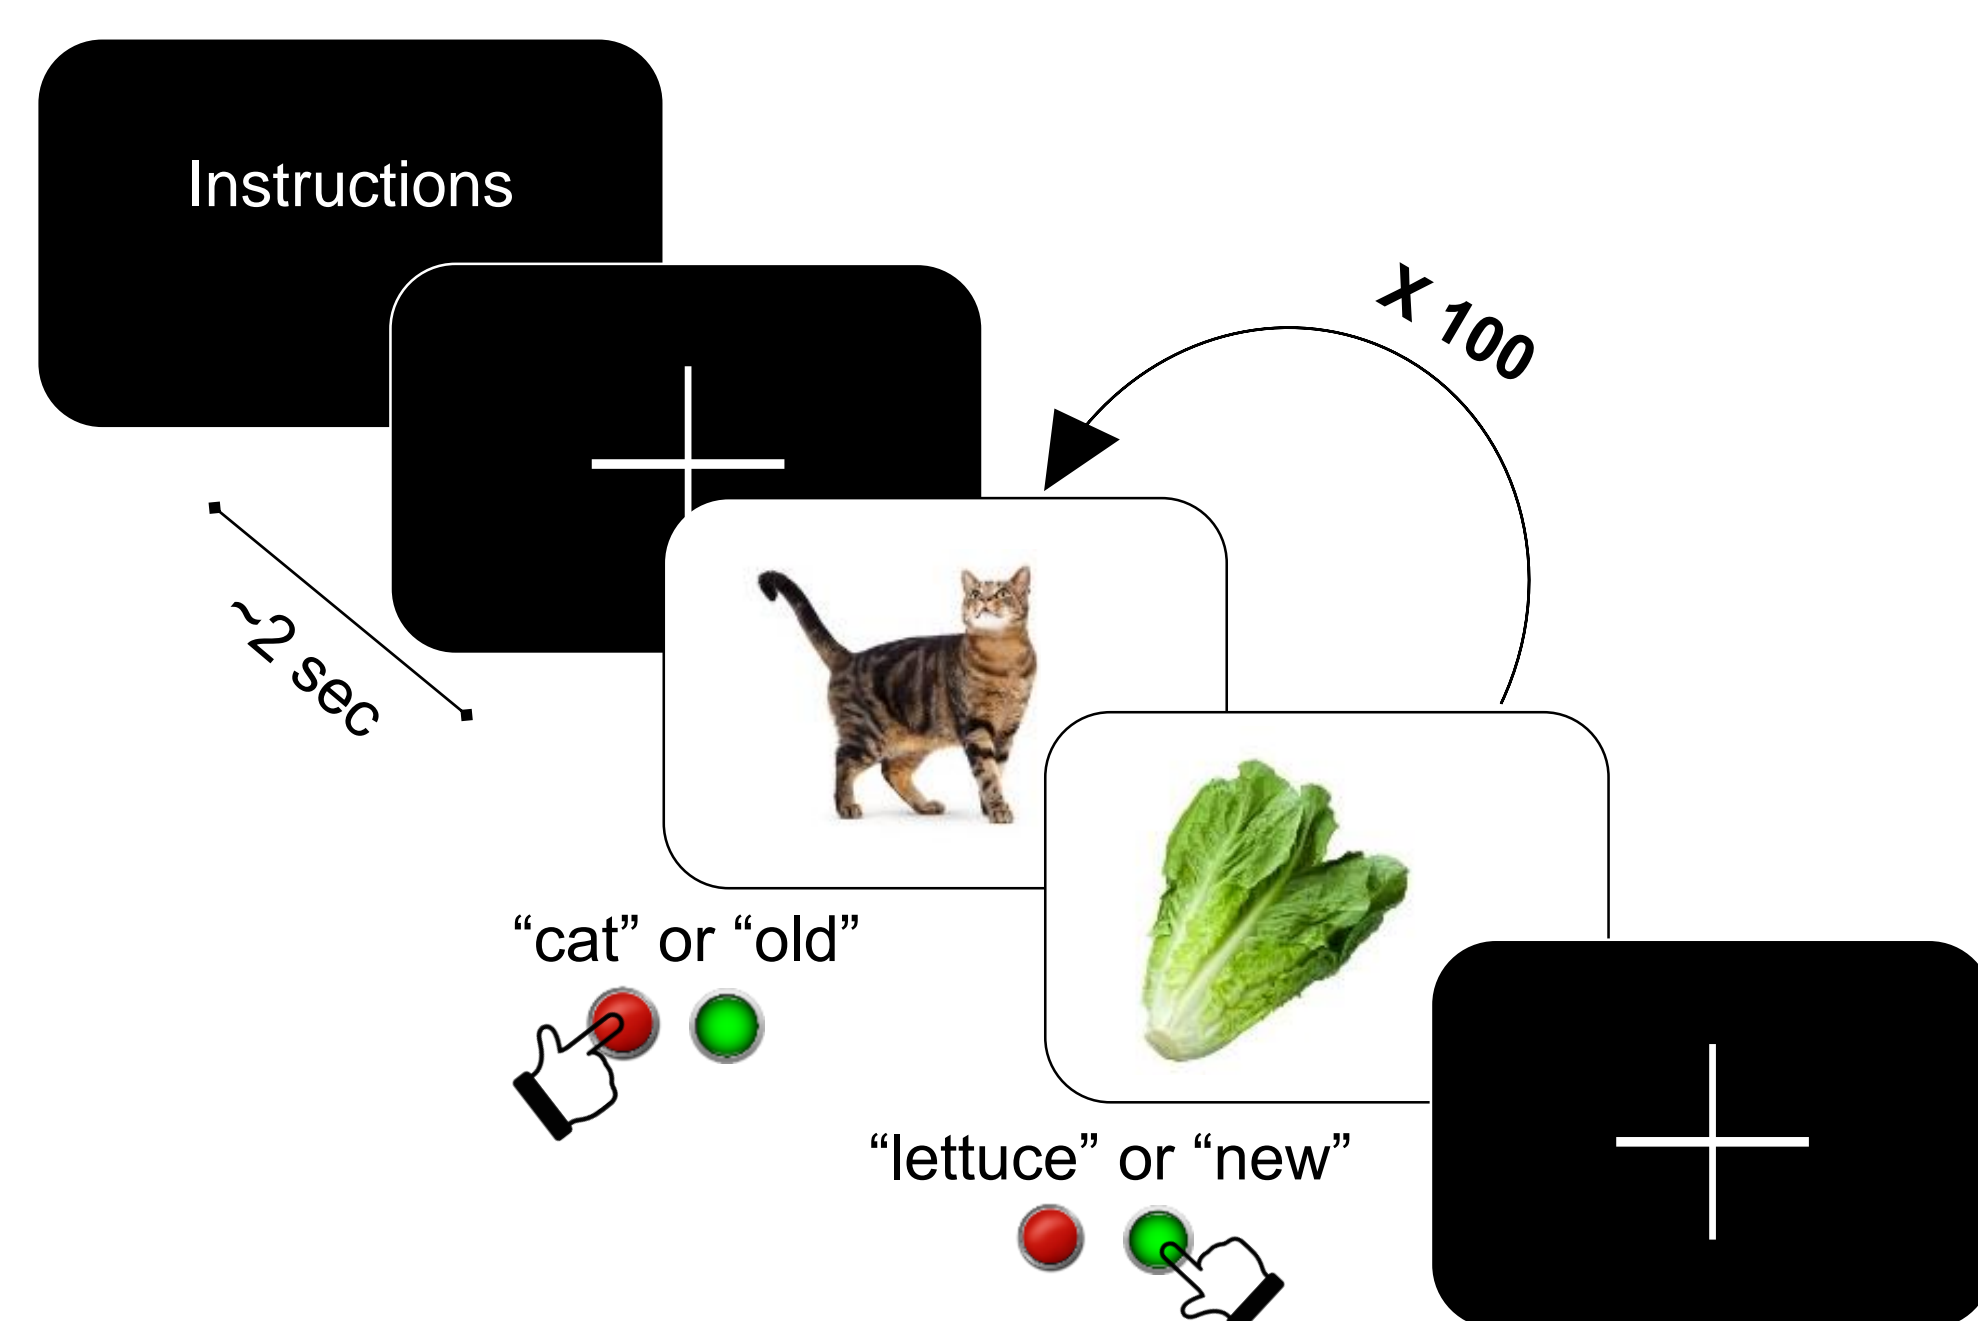 Instructions
X 100
~2 sec
“cat” or “old”
“lettuce” or “new”